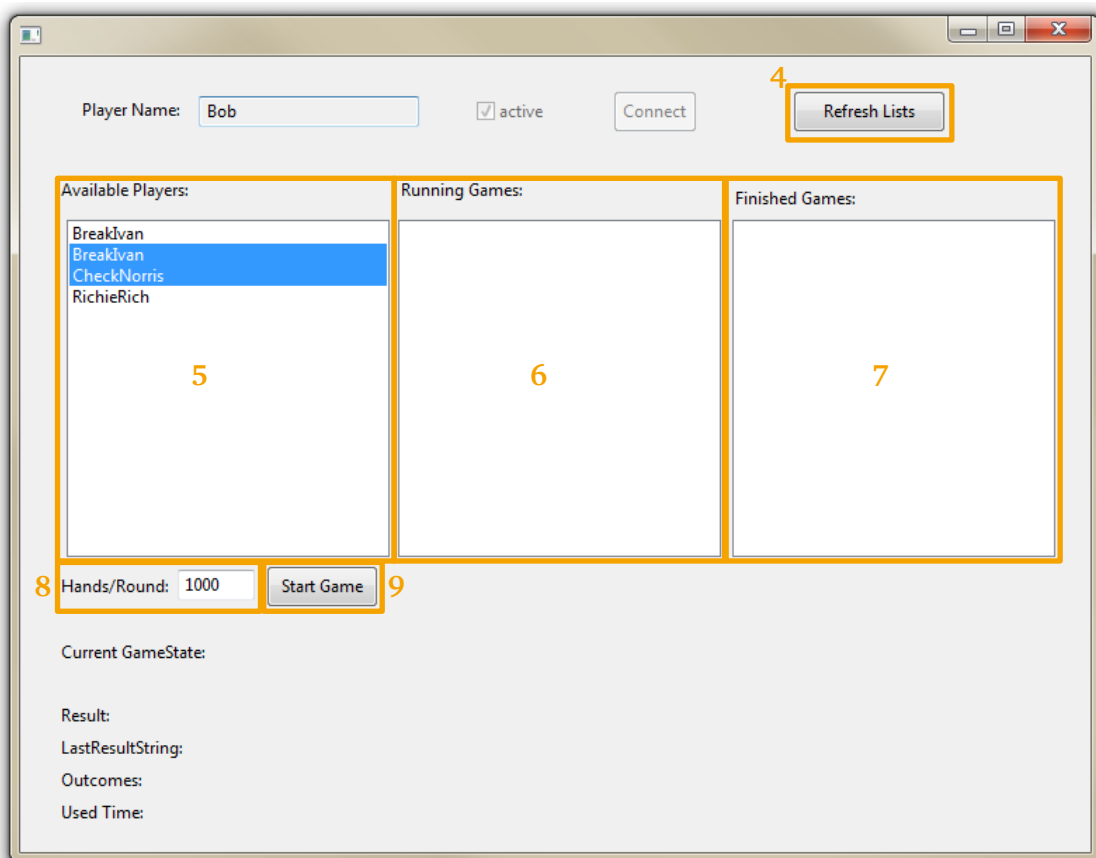 4
Player Name: Bob active Connect Refresh Lists
Available Players: Running Games: Finished Games:
BreakIvan
BreakIvan
CheckNorris
RichieRich
5 6 7
8 Hands/Round: 1000 Start Game 9
Current GameState:
Result:
LastResultString:
Outcomes:
Used Time: